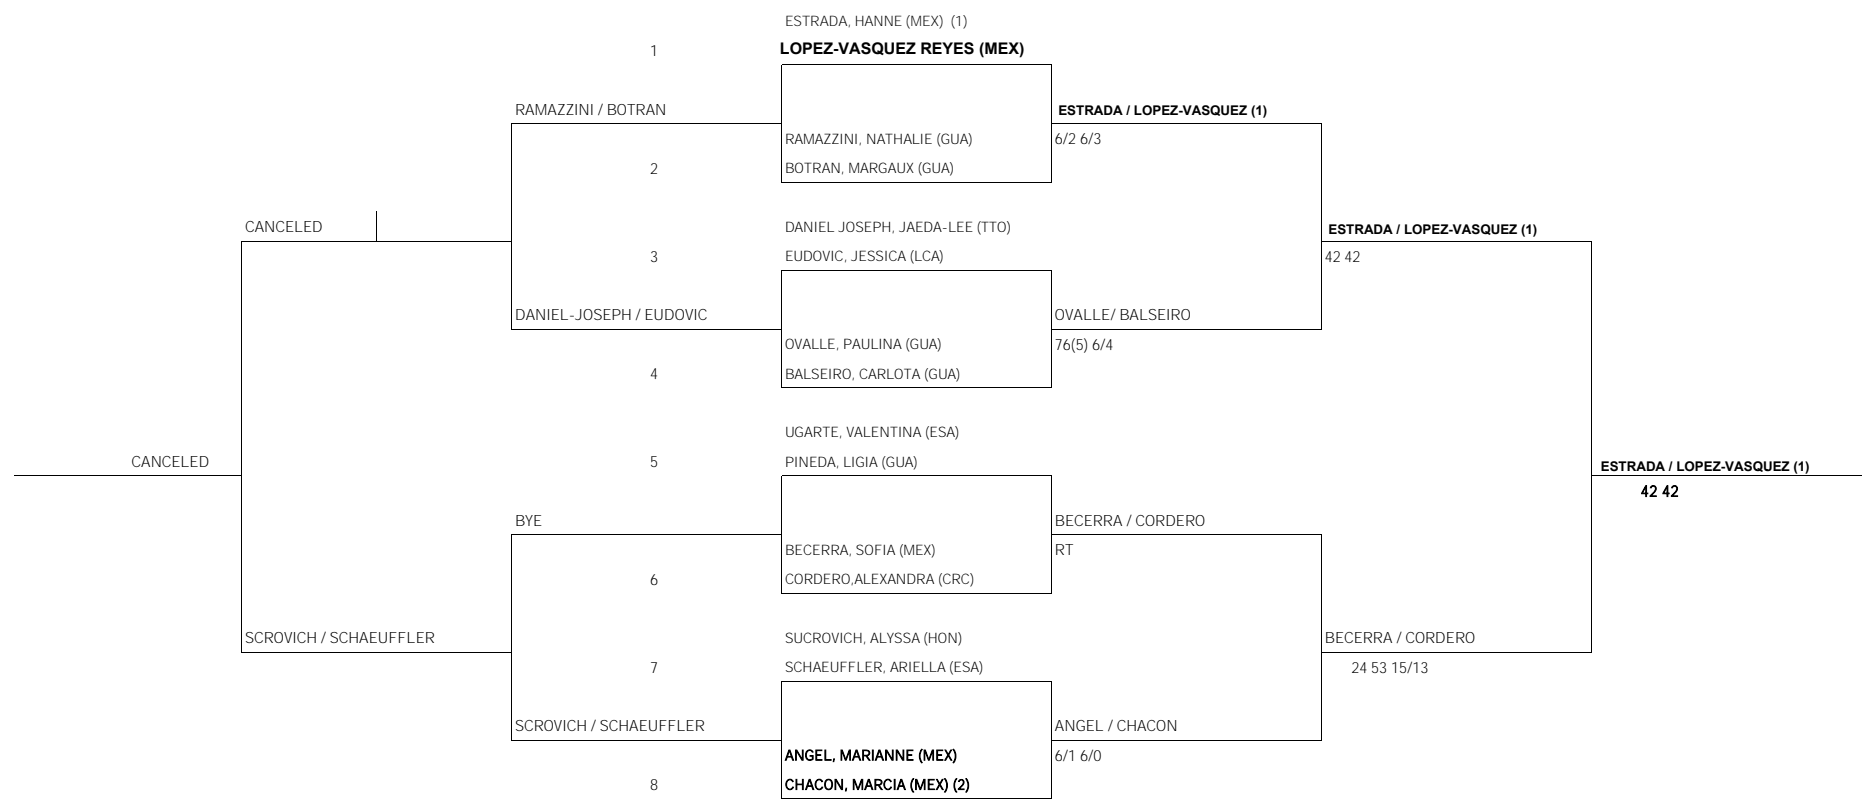 ESTRADA, HANNE (MEX)  (1)
1
LOPEZ-VASQUEZ REYES (MEX)
RAMAZZINI / BOTRAN
ESTRADA / LOPEZ-VASQUEZ (1)
RAMAZZINI, NATHALIE (GUA)
6/2 6/3
2
BOTRAN, MARGAUX (GUA)
CANCELED
DANIEL JOSEPH, JAEDA-LEE (TTO)
ESTRADA / LOPEZ-VASQUEZ (1)
3
EUDOVIC, JESSICA (LCA)
42 42
DANIEL-JOSEPH / EUDOVIC
OVALLE/ BALSEIRO
OVALLE, PAULINA (GUA)
76(5) 6/4
4
BALSEIRO, CARLOTA (GUA)
UGARTE, VALENTINA (ESA)
CANCELED
5
PINEDA, LIGIA (GUA)
ESTRADA / LOPEZ-VASQUEZ (1)
42 42
BYE
BECERRA / CORDERO
BECERRA, SOFIA (MEX)
RT
6
CORDERO,ALEXANDRA (CRC)
SCROVICH / SCHAEUFFLER
SUCROVICH, ALYSSA (HON)
BECERRA / CORDERO
7
SCHAEUFFLER, ARIELLA (ESA)
24 53 15/13
SCROVICH / SCHAEUFFLER
ANGEL / CHACON
ANGEL, MARIANNE (MEX)
6/1 6/0
8
CHACON, MARCIA (MEX) (2)